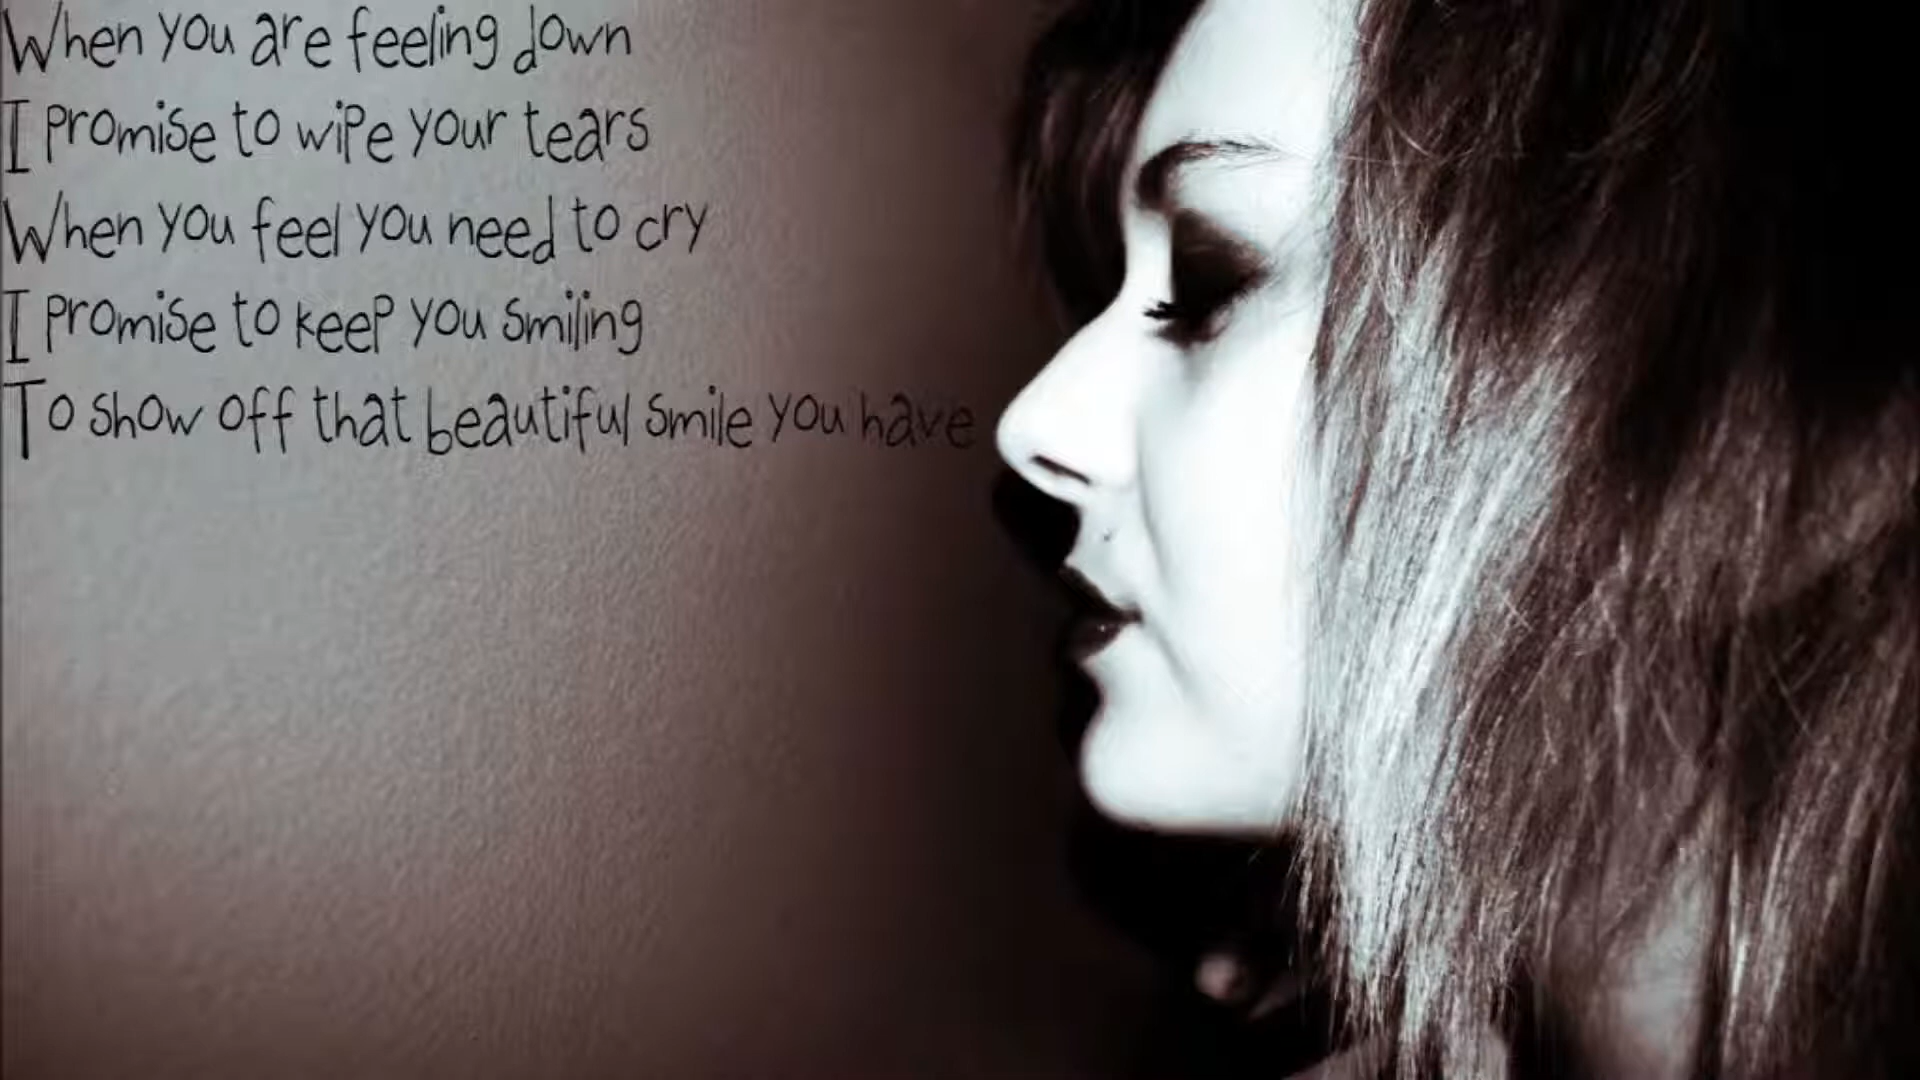 When you are feeling down
I promise to wipe your tears
When you feel you need to cry
I promise to keep you smiling
To show off that beautiful smile you have